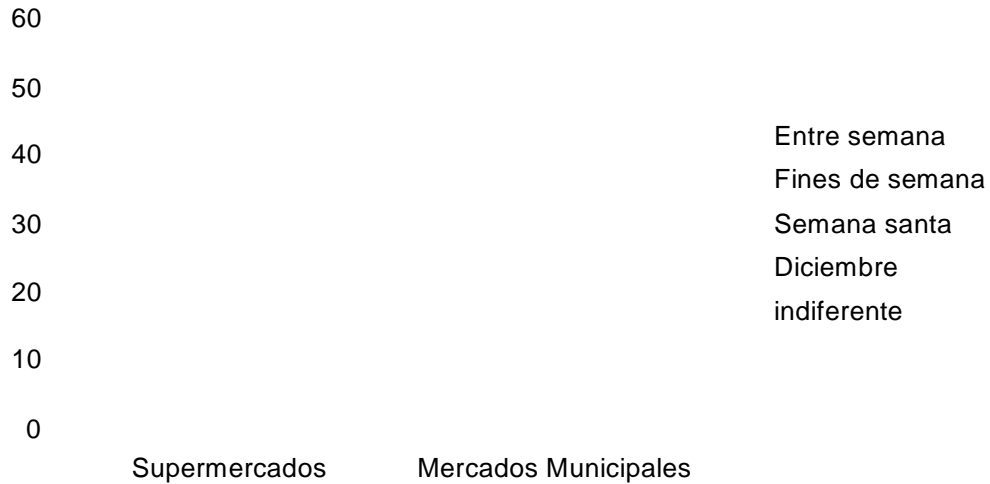 60
50
40
30
20
10
0
Supermercados
Mercados Municipales
Entre semana
Fines de semana
Semana santa
Diciembre
indiferente